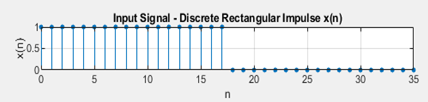 Input Signal - Discrete Rectangular Impulse x(n)
1
0.5
0
x(n)
0 5 10 15 20 25 30 35
n